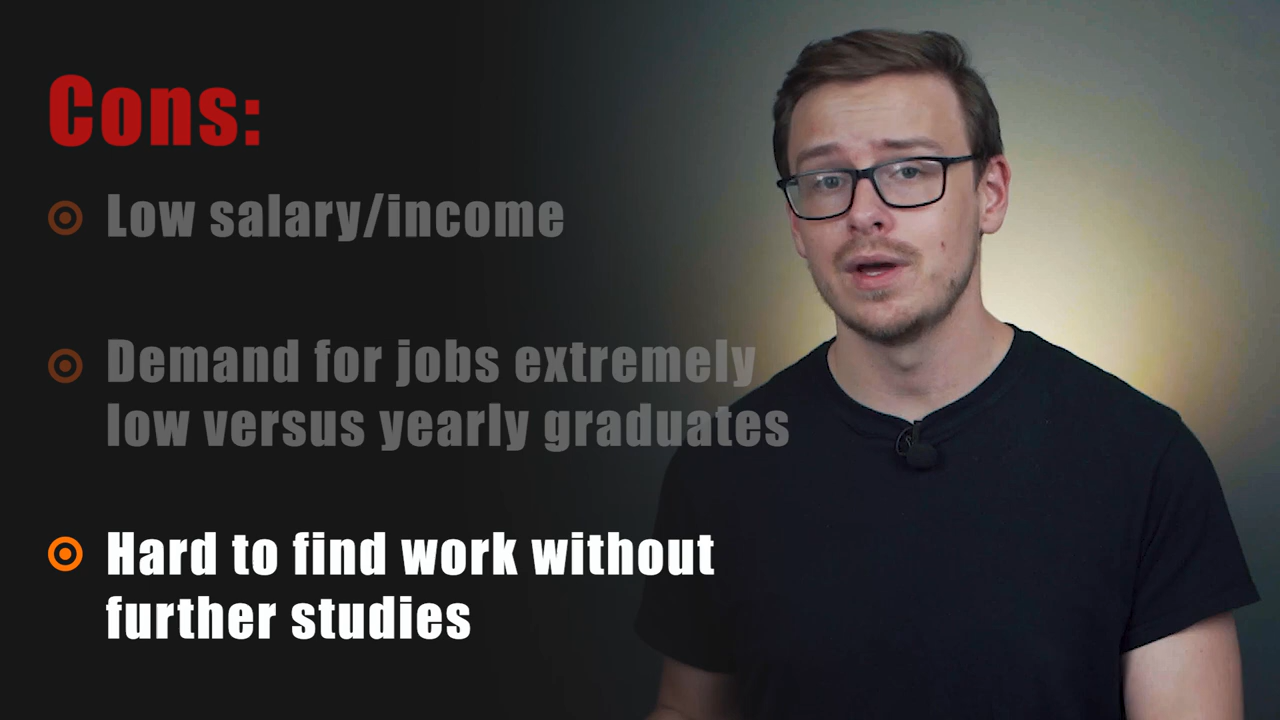 Cons:
Low salary/income
Demand for jobs extremely
low versus yearly graduates
Hard to find work without
further studies